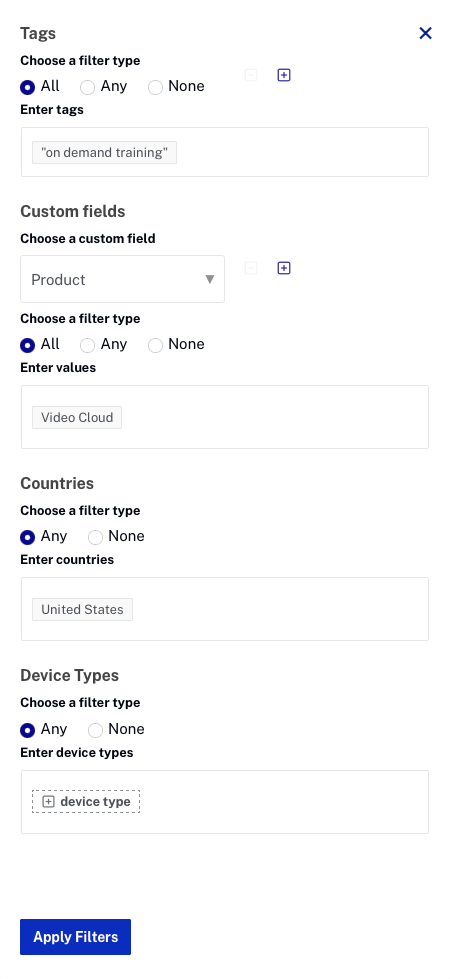 Tags
Choose a filter type
All Any None
Enter tags
"on demand training"
Custom fields
Choose a custom field
Product
Choose a filter type
All Any None
Enter values
Video Cloud
Countries
Choose a filter type
Any None
Enter countries
United States
Device Types
Choose a filter type
Any None
Enter device types
device type
Apply Filters